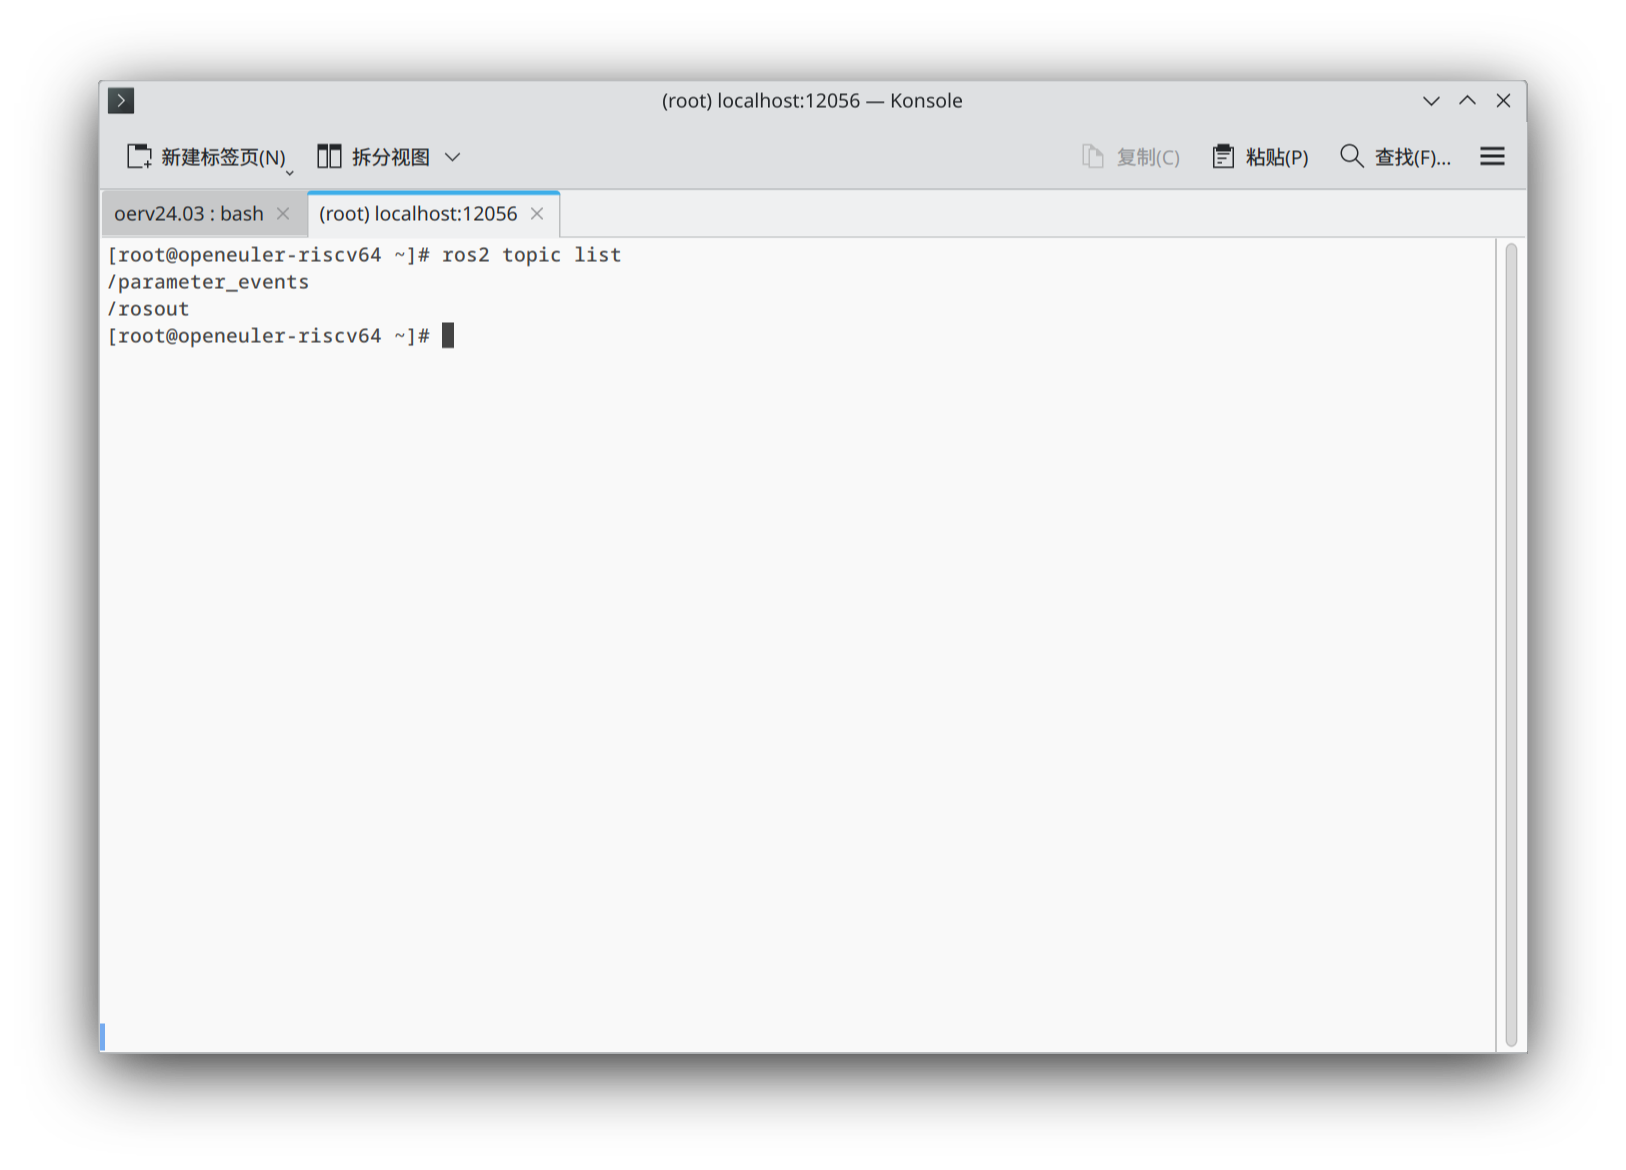 (root) localhost:12056 — Konsole
新建标签页(N) 拆分视图 复制(C) 粘贴(P) 查找(F)...
oerv24.03 : bash (root) localhost:12056
[root@openeuler-riscv64 ~]# ros2 topic list
/parameter_events
/rosout
[root@openeuler-riscv64 ~]#